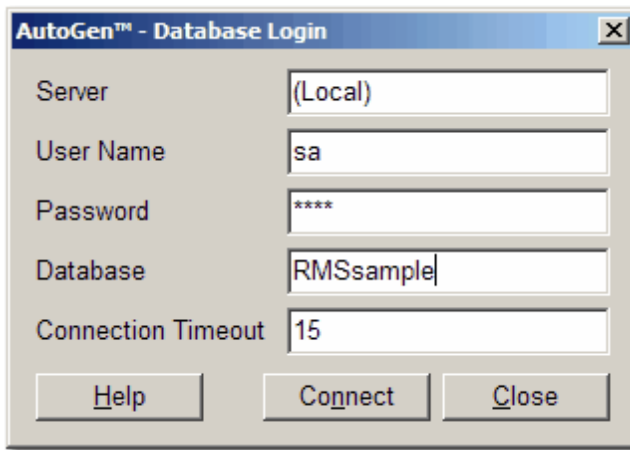 AutoGen™ - Database Login
Server (Local)
User Name sa
Password ****
Database RMSsample
Connection Timeout 15
Help Connect Close